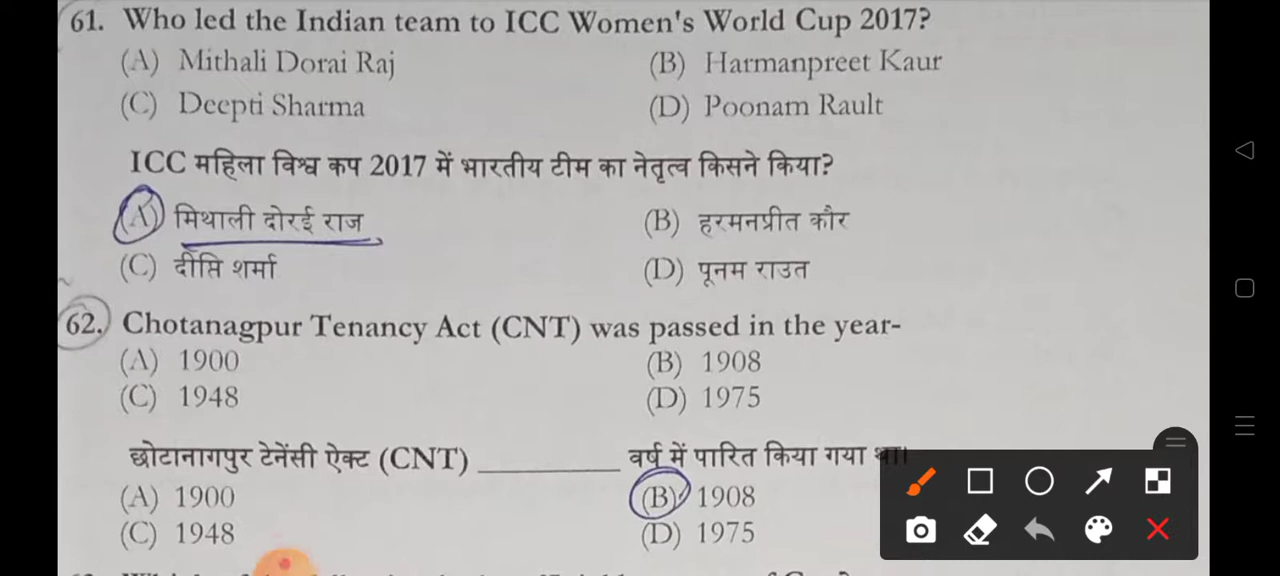 61. Who led the Indian team to ICC Women's World Cup 2017?
(A) Mithali Dorai Raj (B) Harmanpreet Kaur
(C) Deepti Sharma (D) Poonam Rault
ICC महिला विश्व कप 2017 में भारतीय टीम का नेतृत्व किसने किया?
(A) मिथाली दोरई राज (B) हरमनप्रीत कौर
(C) दीप्ति शर्मा (D) पूनम राउत
62. Chotanagpur Tenancy Act (CNT) was passed in the year-
(A) 1900 (B) 1908
(C) 1948 (D) 1975
छोटानागपुर टेनेंसी ऐक्ट (CNT) __________ वर्ष में पारित किया गया था।
(A) 1900 (B) 1908
(C) 1948 (D) 1975